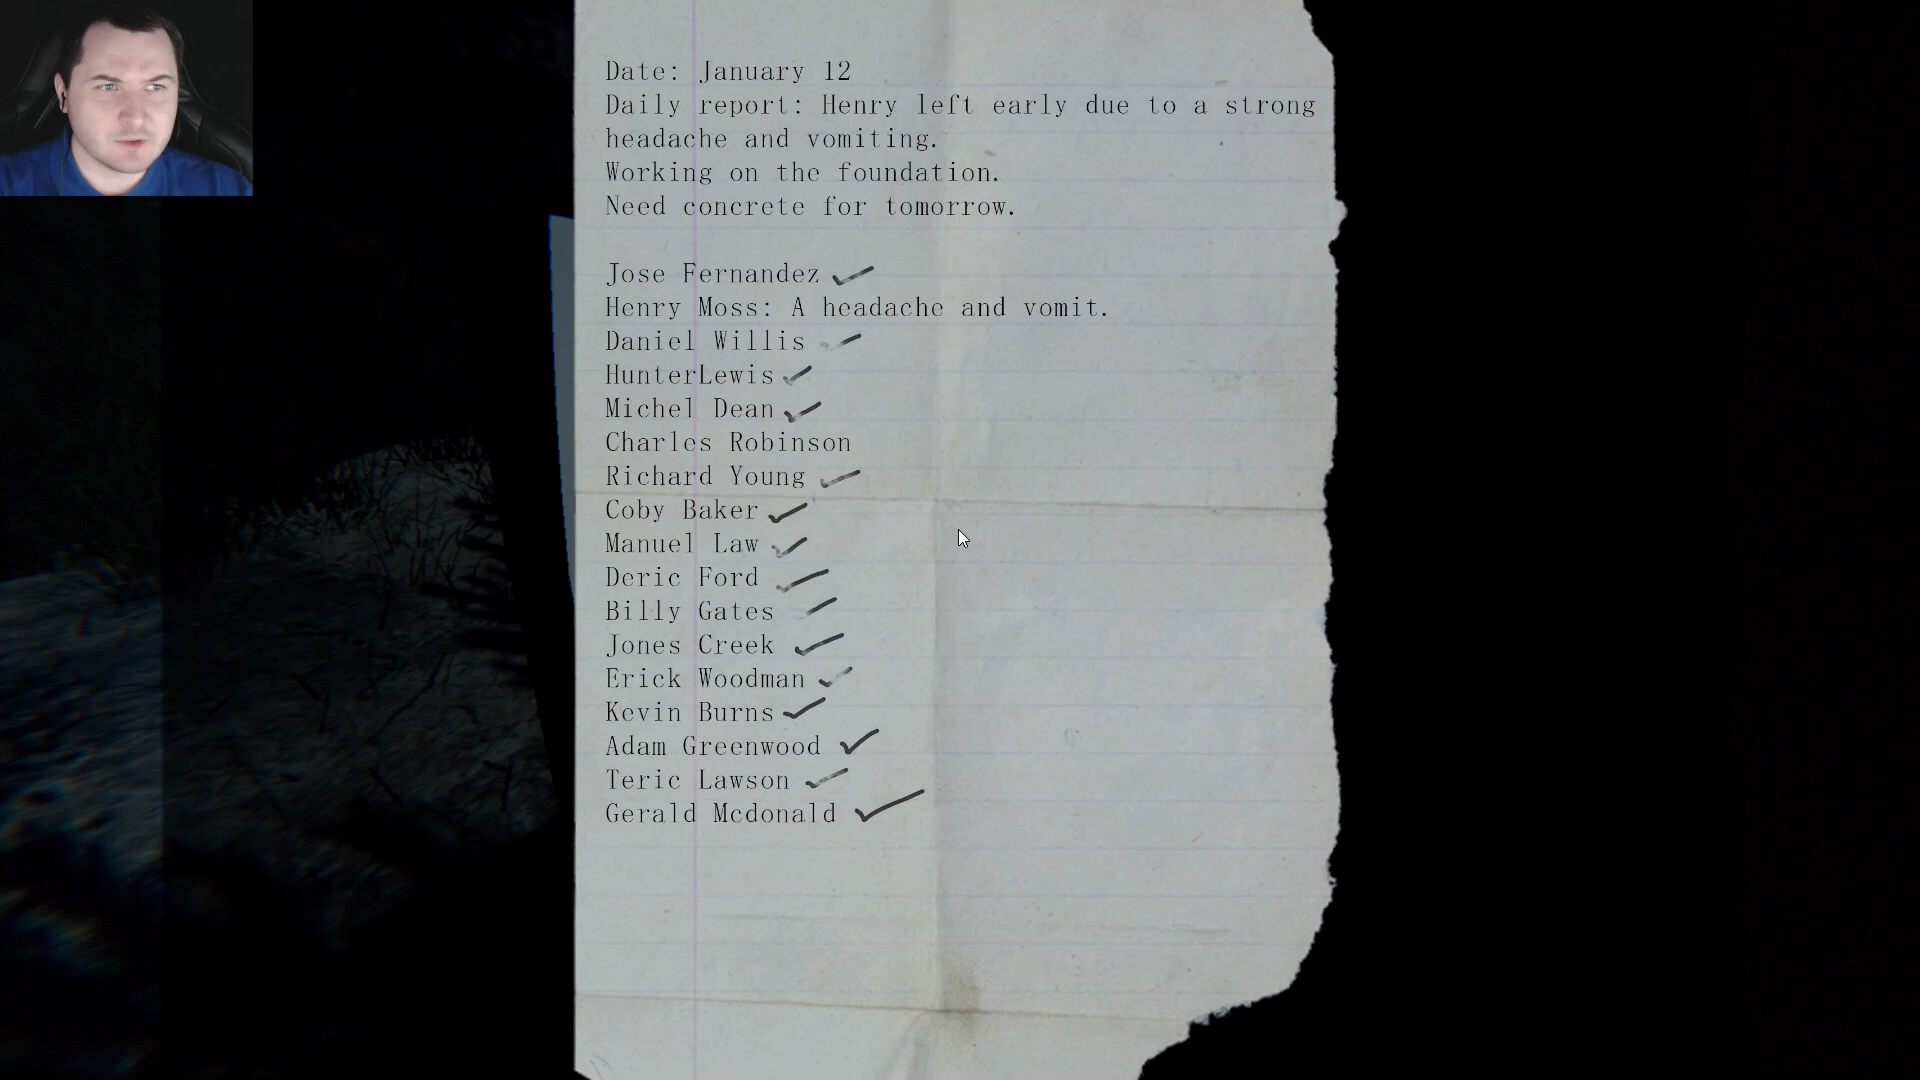 Date: January 12
Daily report: Henry left early due to a strong
headache and vomiting.
Working on the foundation.
Need concrete for tomorrow.
Jose Fernandez ✓
Henry Moss: A headache and vomit.
Daniel Willis ✓
HunterLewis ✓
Michel Dean ✓
Charles Robinson
Richard Young ✓
Coby Baker ✓
Manuel Law ✓
Deric Ford ✓
Billy Gates ✓
Jones Creek ✓
Erick Woodman ✓
Kevin Burns ✓
Adam Greenwood ✓
Teric Lawson ✓
Gerald Mcdonald ✓